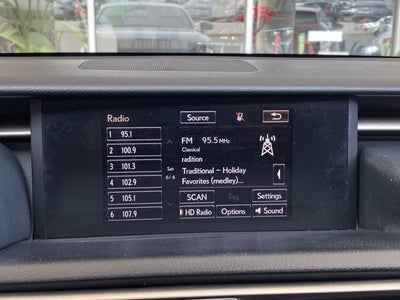 Radio
Source
1 95.1
2 100.9
3 101.3
4 102.9
5 105.1
6 107.9
Set
6/6
FM 95.5 MHz
Classical
radition
Traditional – Holiday
Favorites (medley)...
SCAN Tag Settings
HD Radio Options Sound